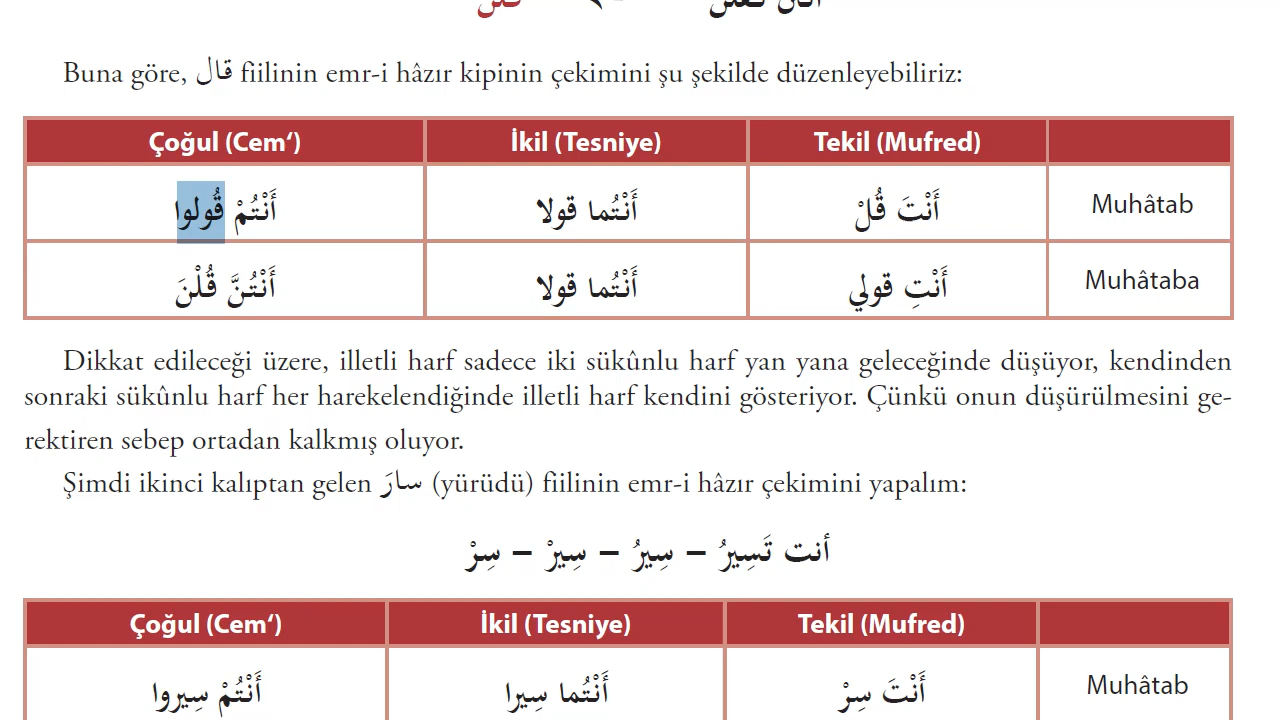 Buna göre, قال fiilinin emr-i hâzır kipinin çekimini şu şekilde düzenleyebiliriz:
Çoğul (Cem‘) İkil (Tesniye) Tekil (Mufred)
أَنْتُمْ قُولوا أَنْتُما قولا أَنْتَ قُلْ Muhâtab
أَنْتُنَّ قُلْنَ أَنْتُما قولا أَنْتِ قولي Muhâtaba
Dikkat edileceği üzere, illetli harf sadece iki sükûnlu harf yan yana geleceğinde düşüyor, kendinden
sonraki sükûnlu harf her harekelendiğinde illetli harf kendini gösteriyor. Çünkü onun düşürülmesini ge-
rektiren sebep ortadan kalkmış oluyor.
Şimdi ikinci kalıptan gelen سارَ (yürüdü) fiilinin emr-i hâzır çekimini yapalım:
أنت تَسِيرُ – سِيرُ – سِيرْ – سِرْ
Çoğul (Cem‘) İkil (Tesniye) Tekil (Mufred)
أَنْتُمْ سِيروا أَنْتُما سِيرا أَنْتَ سِرْ Muhâtab